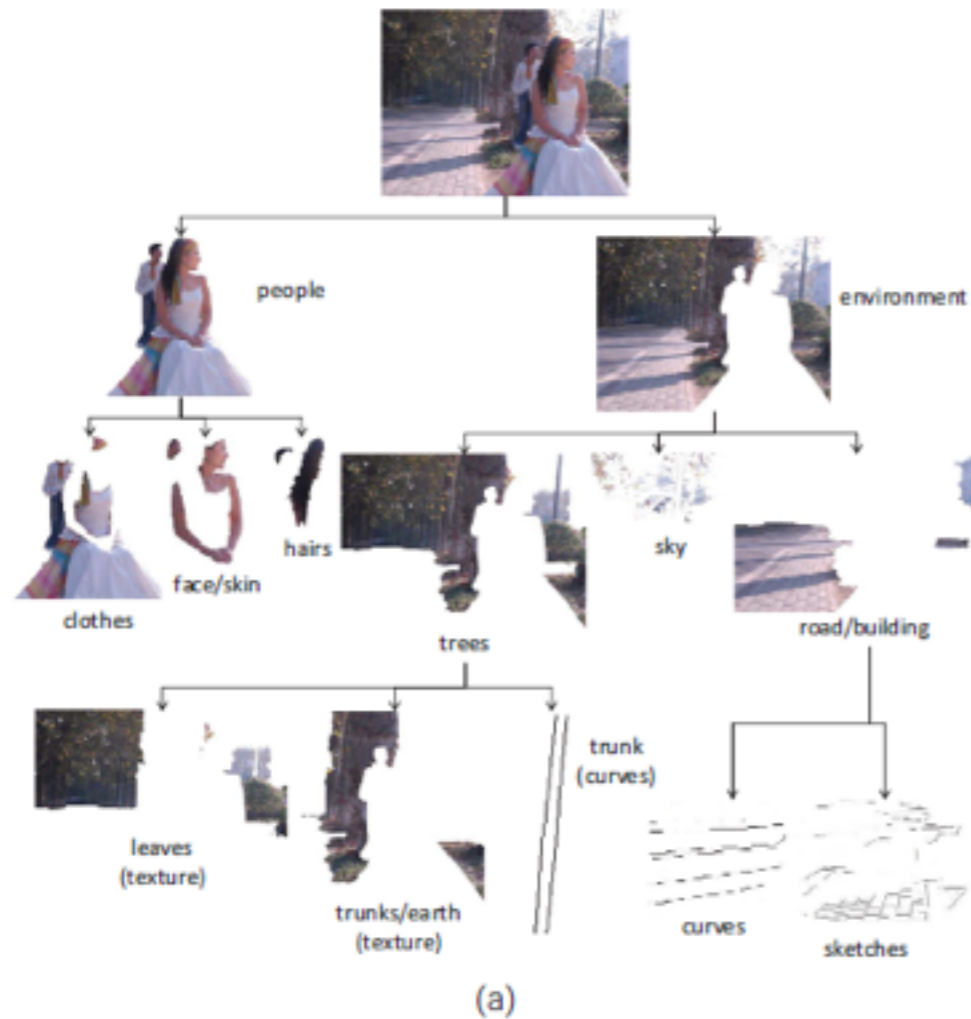 people
environment
hairs
face/skin
clothes
sky
trees
road/building
trunk
(curves)
leaves
(texture)
trunks/earth
(texture)
curves
sketches
(a)